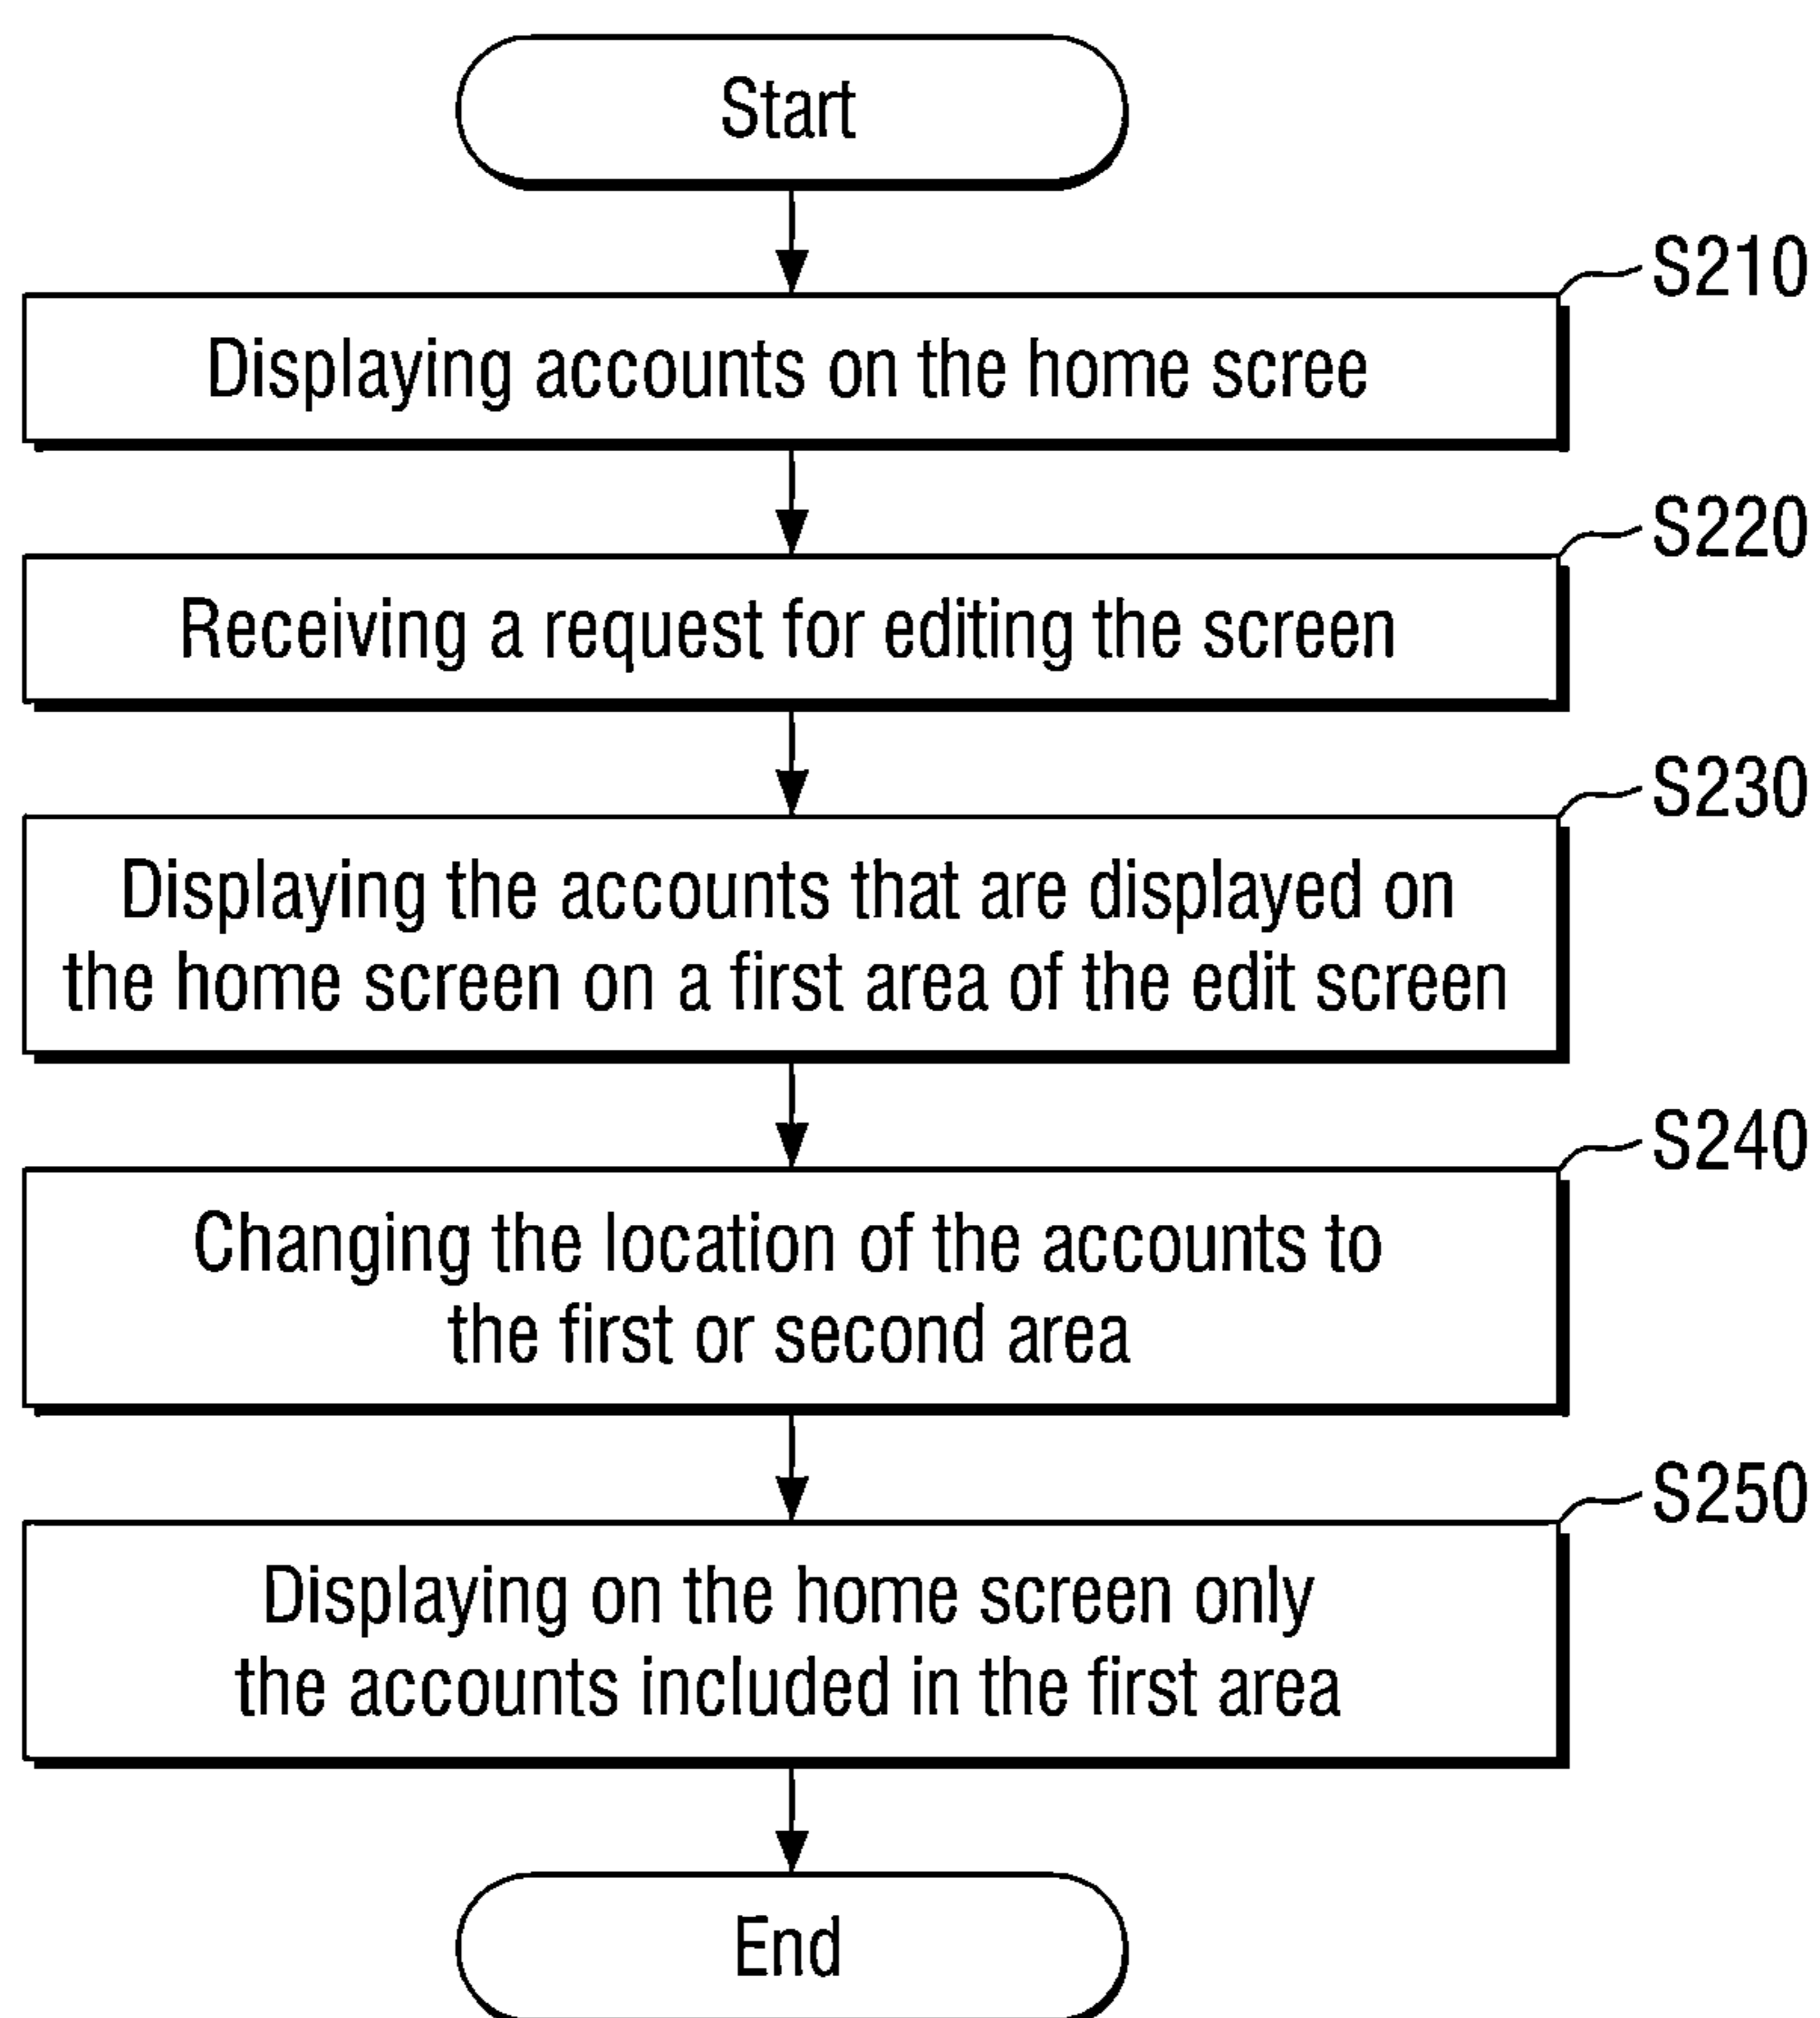 Start
S210
Displaying accounts on the home scree
S220
Receiving a request for editing the screen
S230
Displaying the accounts that are displayed on
the home screen on a first area of the edit screen
S240
Changing the location of the accounts to
the first or second area
S250
Displaying on the home screen only
the accounts included in the first area
End